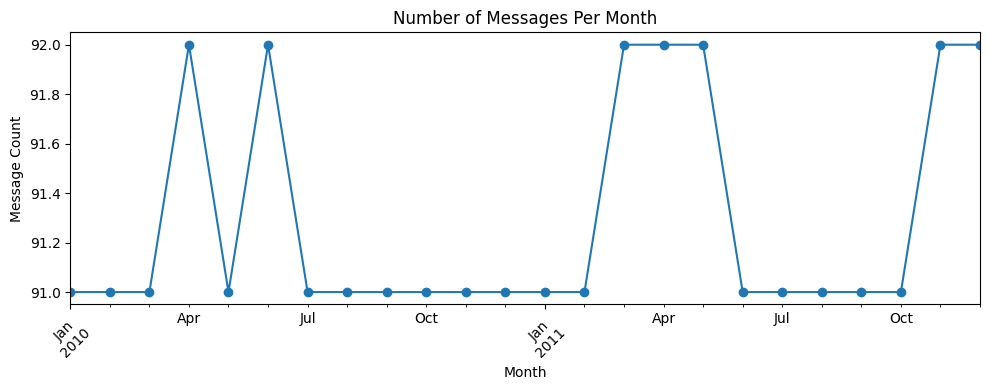 Number of Messages Per Month
Message Count
92.0
91.8
91.6
91.4
91.2
91.0
Jan
2010
Apr
Jul
Oct
Jan
2011
Apr
Jul
Oct
Month